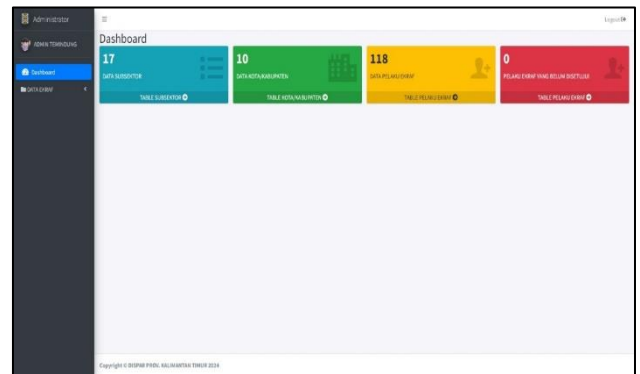 Administrator
Logout
ADMIN TEMINDUNG
Dashboard
DATA EKRAF
Dashboard
17
DATA SUBSEKTOR
TABLE SUBSEKTOR
10
DATA KOTA/KABUPATEN
TABLE KOTA/KABUPATEN
118
DATA PELAKU EKRAF
TABLE PELAKU EKRAF
0
PELAKU EKRAF YANG BELUM DISETUJUI
TABLE PELAKU EKRAF
Copyright © DISPAR PROV. KALIMANTAN TIMUR 2024